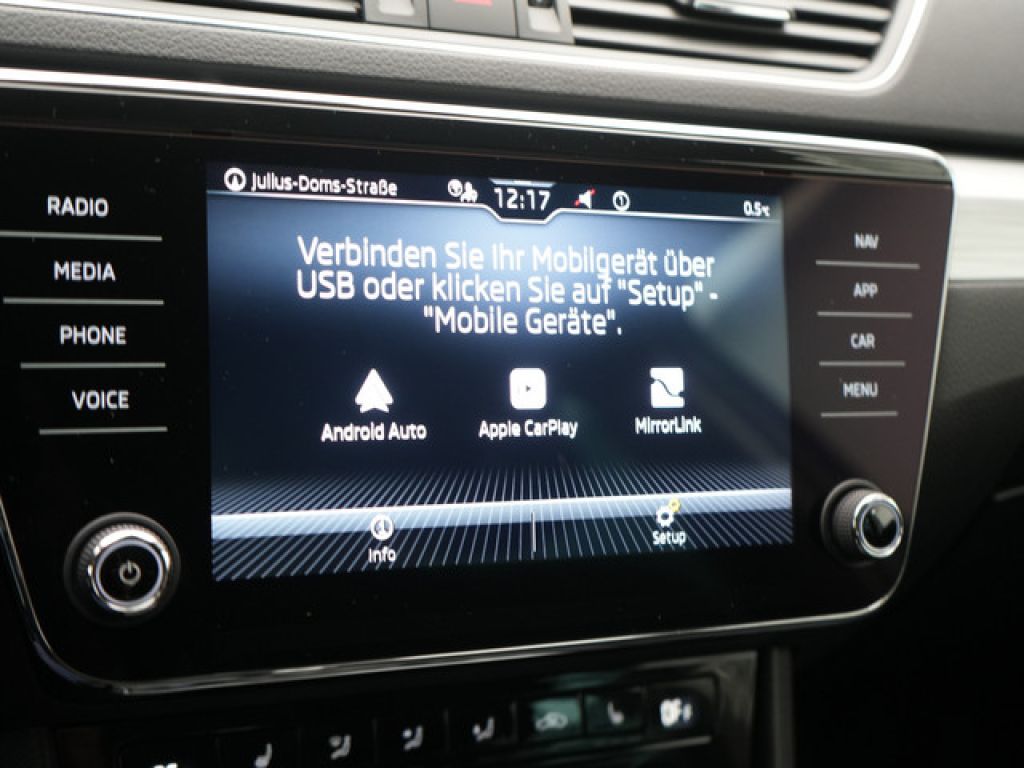 Julius-Doms-Straße 12:17 0.5°C
RADIO
MEDIA
PHONE
VOICE
Verbinden Sie Ihr Mobilgerät über
USB oder klicken Sie auf "Setup" -
"Mobile Geräte".
Android Auto Apple CarPlay MirrorLink
Info Setup
NAV
APP
CAR
MENU
OFF